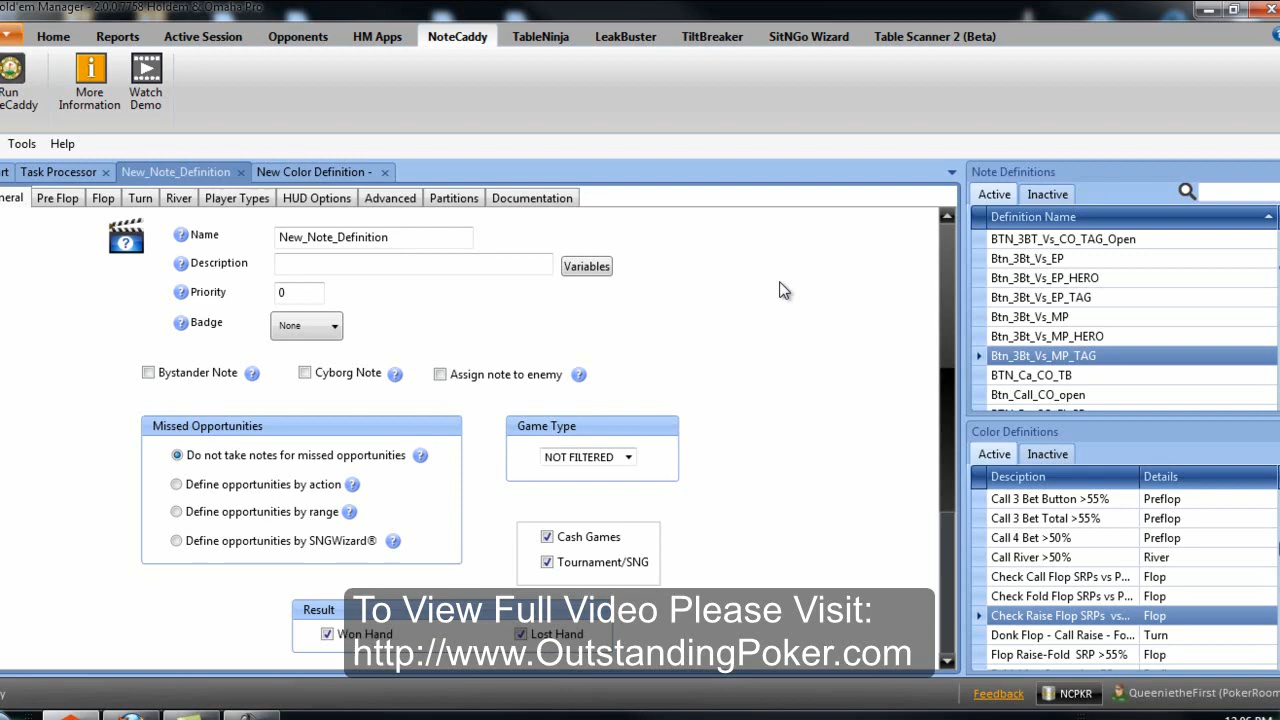 old'em Manager - 2.0.0.7758 Holdem & Omaha Pro
Home Reports Active Session Opponents HM Apps NoteCaddy TableNinja LeakBuster TiltBreaker SitNGo Wizard Table Scanner 2 (Beta)
Run More Watch
eCaddy Information Demo
Tools Help
rt Task Processor New_Note_Definition New Color Definition -
neral Pre Flop Flop Turn River Player Types HUD Options Advanced Partitions Documentation
Name New_Note_Definition
Description Variables
Priority 0
Badge None
Bystander Note Cyborg Note Assign note to enemy
Missed Opportunities
Do not take notes for missed opportunities
Define opportunities by action
Define opportunities by range
Define opportunities by SNGWizard®
Game Type
NOT FILTERED
Cash Games
Tournament/SNG
Result
Won Hand Lost Hand
To View Full Video Please Visit:
http://www.OutstandingPoker.com
Note Definitions
Active Inactive
Definition Name
BTN_3BT_Vs_CO_TAG_Open
Btn_3Bt_Vs_EP
Btn_3Bt_Vs_EP_HERO
Btn_3Bt_Vs_EP_TAG
Btn_3Bt_Vs_MP
Btn_3Bt_Vs_MP_HERO
Btn_3Bt_Vs_MP_TAG
BTN_Ca_CO_TB
Btn_Call_CO_open
Color Definitions
Active Inactive
Desciption Details
Call 3 Bet Button >55% Preflop
Call 3 Bet Total >55% Preflop
Call 4 Bet >50% Preflop
Call River >50% River
Check Call Flop SRPs vs P... Flop
Check Fold Flop SRPs vs P... Flop
Check Raise Flop SRPs vs... Flop
Donk Flop - Call Raise - Fo... Turn
Flop Raise-Fold SRP >55% Flop
Feedback NCPKR QueenietheFirst (PokerRoom